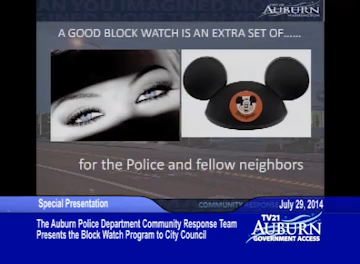 AUBURN
A GOOD BLOCK WATCH IS AN EXTRA SET OF......
for the Police and fellow neighbors
COMMUNITY RESPONSE
Special Presentation
July 29, 2014
The Auburn Police Department Community Response Team
Presents the Block Watch Program to City Council
TV21
AUBURN
GOVERNMENT ACCESS